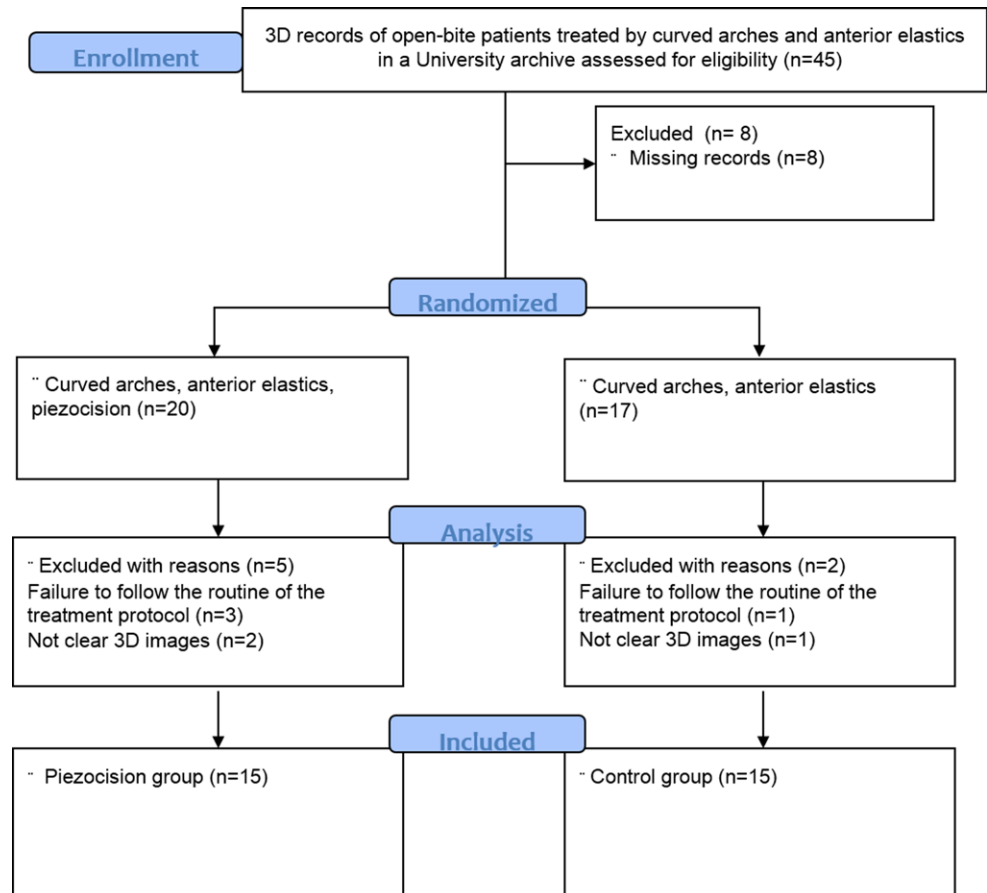 Enrollment
3D records of open-bite patients treated by curved arches and anterior elastics
in a University archive assessed for eligibility (n=45)
Excluded (n= 8)
¨ Missing records (n=8)
Randomized
¨ Curved arches, anterior elastics,
piezocision (n=20)
¨ Curved arches, anterior elastics
(n=17)
Analysis
¨ Excluded with reasons (n=5)
Failure to follow the routine of the
treatment protocol (n=3)
Not clear 3D images (n=2)
¨ Excluded with reasons (n=2)
Failure to follow the routine of the
treatment protocol (n=1)
Not clear 3D images (n=1)
Included
¨ Piezocision group (n=15)
¨ Control group (n=15)